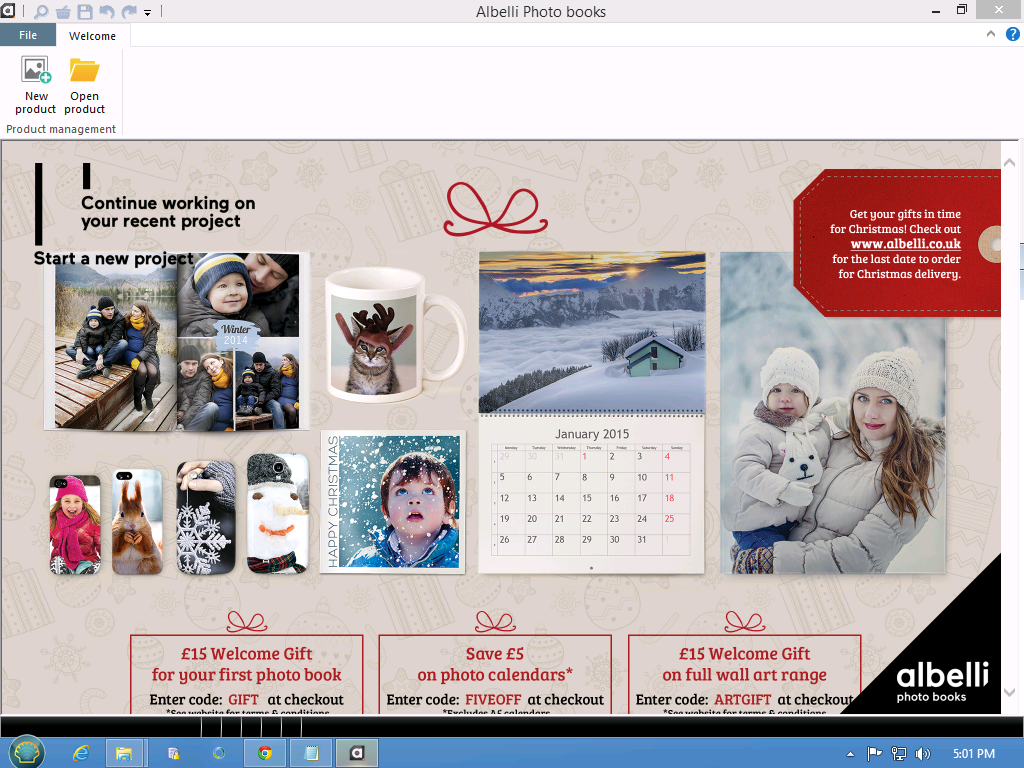 Albelli Photo books
File
Welcome
New
product
Open
product
Product management
Continue working on
your recent project
Start a new project
Get your gifts in time
for Christmas! Check out
www.albelli.co.uk
for the last date to order
for Christmas delivery.
Winter
2014
HAPPY CHRISTMAS
January 2015
Monday Tuesday Wednesday Thursday Friday Saturday Sunday
29 30 31 1 2 3 4
5 6 7 8 9 10 11
12 13 14 15 16 17 18
19 20 21 22 23 24 25
26 27 28 29 30 31 1
£15 Welcome Gift
for your first photo book
Enter code: GIFT at checkout
*See website for terms & conditions
Save £5
on photo calendars*
Enter code: FIVEOFF at checkout
*Excludes A5 calendars
£15 Welcome Gift
on full wall art range
Enter code: ARTGIFT at checkout
*See website for terms & conditions
albelli
photo books
5:01 PM